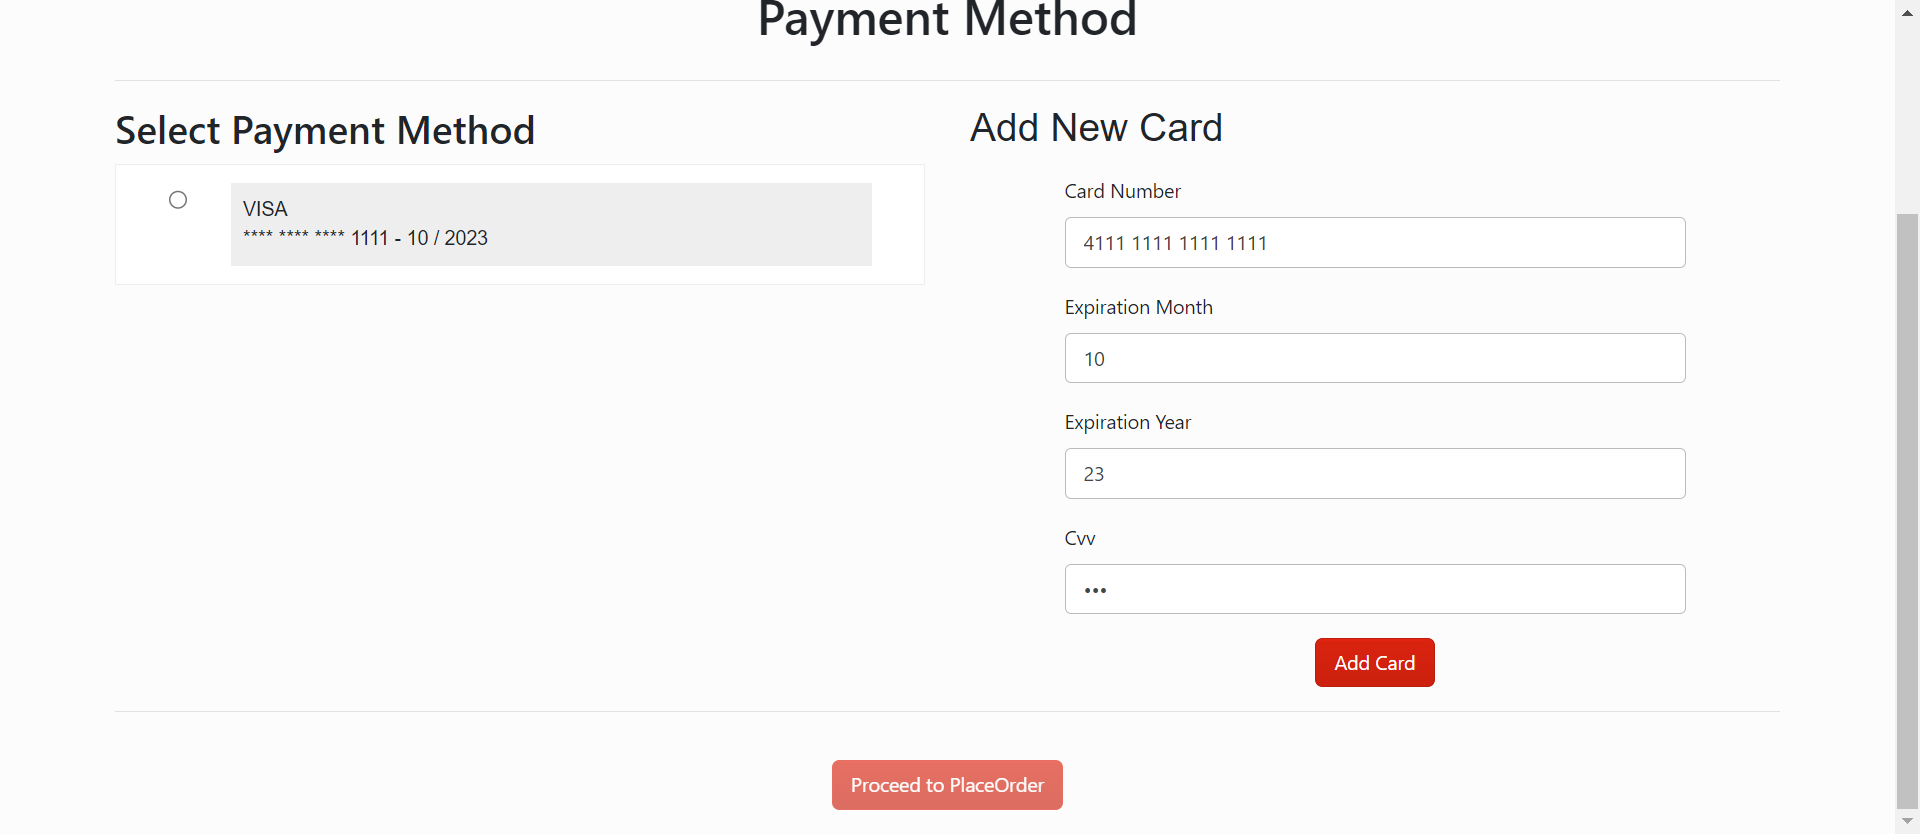 Payment Method
Select Payment Method
VISA
**** **** **** 1111 - 10 / 2023
Add New Card
Card Number
4111 1111 1111 1111
Expiration Month
10
Expiration Year
23
Cvv
•••
Add Card
Proceed to PlaceOrder